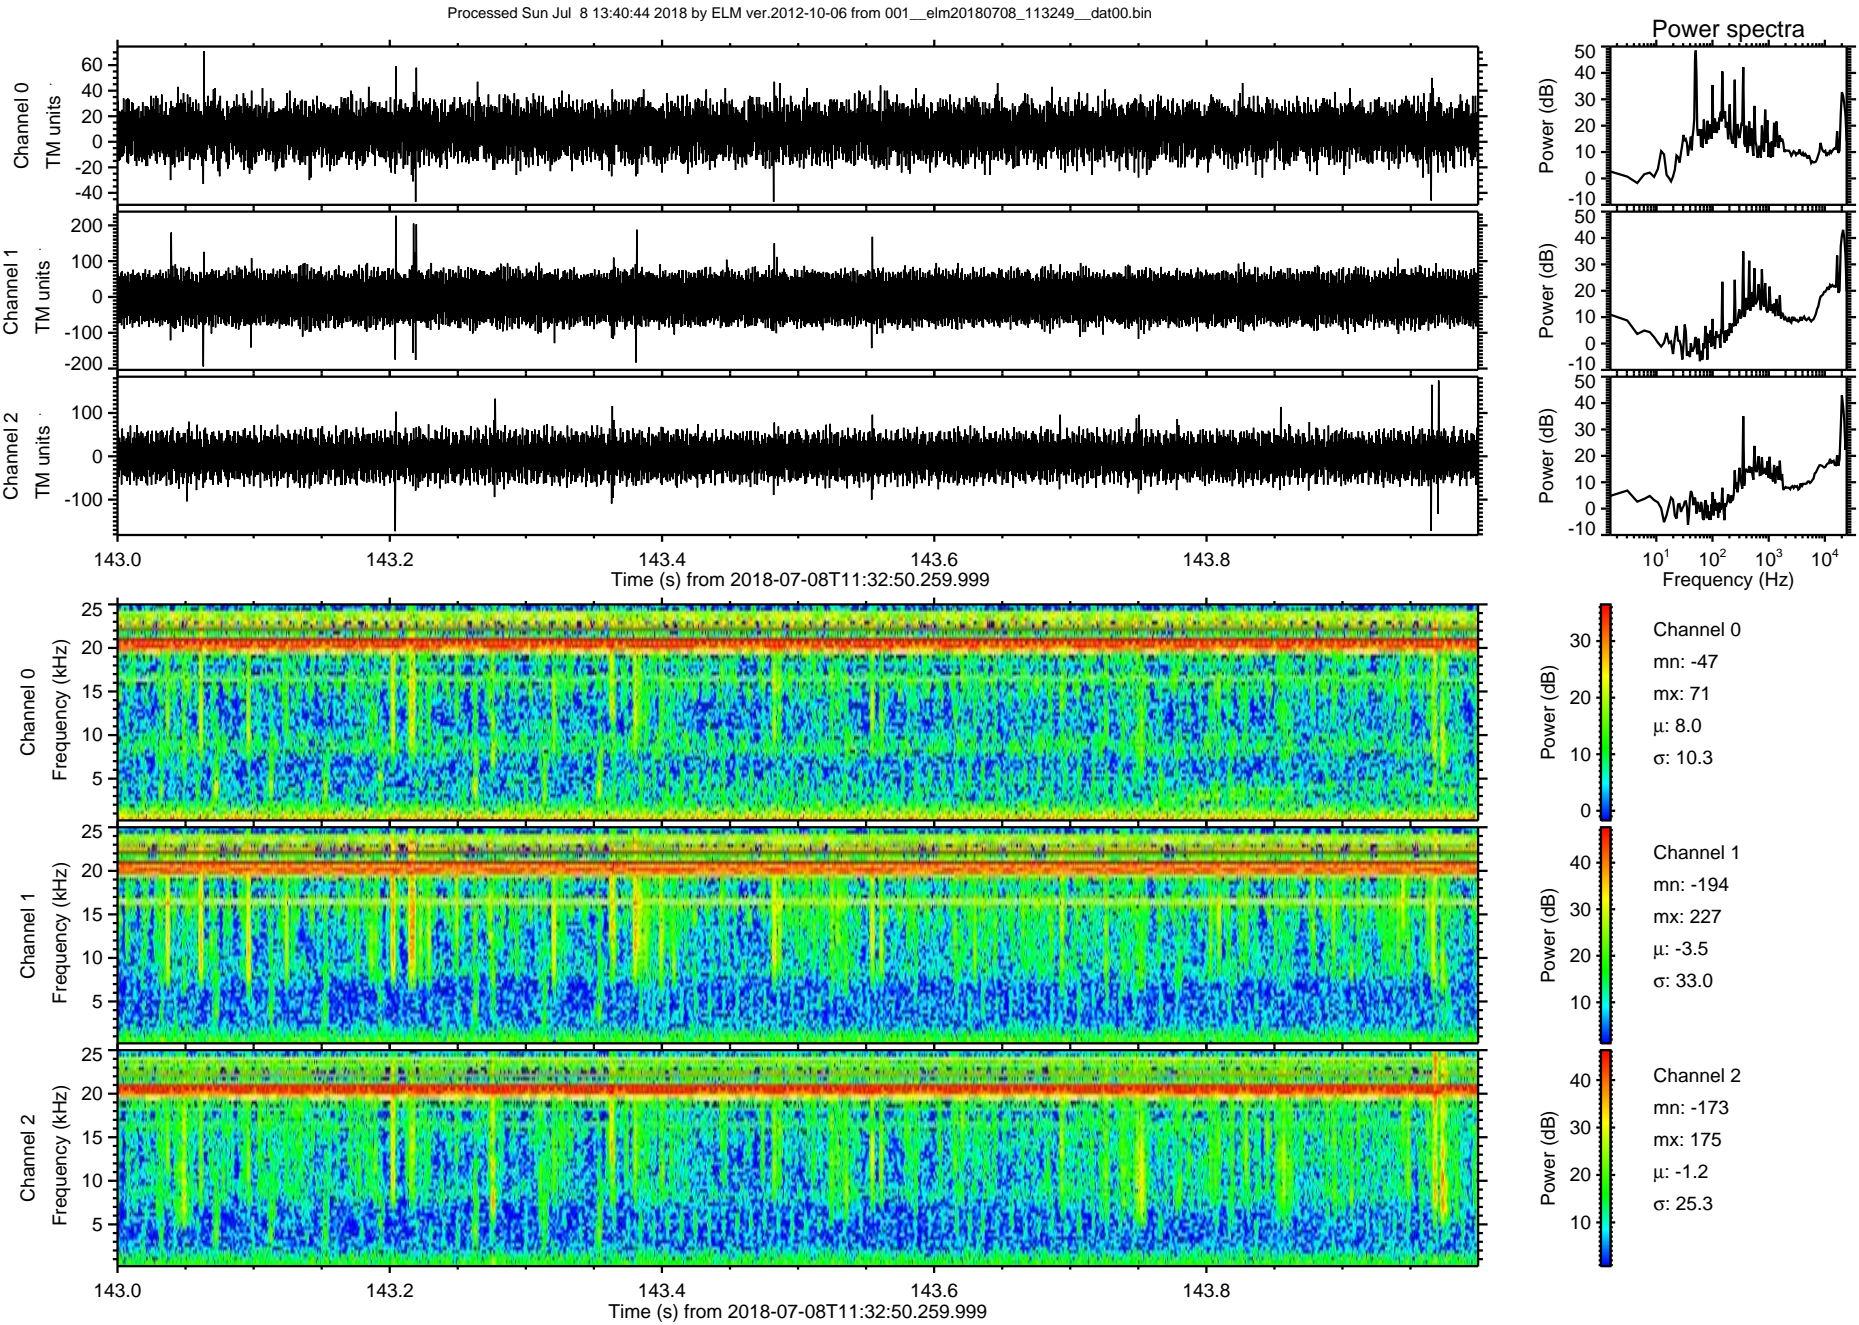 Processed Sun Jul  8 13:40:44 2018 by ELM ver.2012-10-06 from 001__elm20180708_113249__dat00.bin
Power spectra
Channel 0
TM units
60
40
20
0
-20
-40
Power (dB)
50
40
30
20
10
0
-10
Channel 1
TM units
200
100
0
-100
-200
Power (dB)
50
40
30
20
10
0
-10
Channel 2
TM units
100
0
-100
Power (dB)
50
40
30
20
10
0
-10
143.0 143.2 143.4 143.6 143.8
Time (s) from 2018-07-08T11:32:50.259.999
10^1 10^2 10^3 10^4
Frequency (Hz)
Channel 0
Frequency (kHz)
25
20
15
10
5
Power (dB)
30
20
10
0
Channel 0
mn: -47
mx: 71
μ: 8.0
σ: 10.3
Channel 1
Frequency (kHz)
25
20
15
10
5
Power (dB)
40
30
20
10
Channel 1
mn: -194
mx: 227
μ: -3.5
σ: 33.0
Channel 2
Frequency (kHz)
25
20
15
10
5
Power (dB)
40
30
20
10
Channel 2
mn: -173
mx: 175
μ: -1.2
σ: 25.3
143.0 143.2 143.4 143.6 143.8
Time (s) from 2018-07-08T11:32:50.259.999